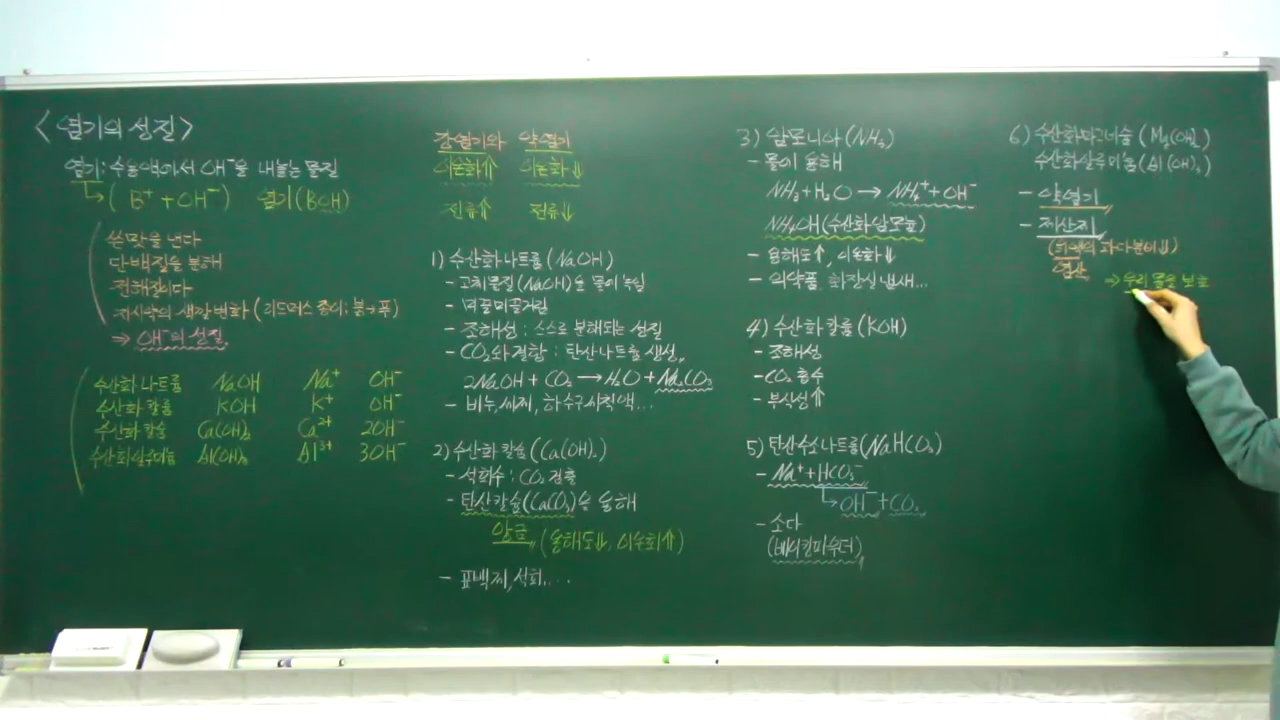 <염기의 성질>
염기: 수용액에서 OH⁻을 내놓는 물질
↳( B⁺ + OH⁻) 염기(BOH)
쓴맛을 낸다
단백질을 분해
전해질이다
지시약의 색깔 변화 (리트머스 종이: 붉→푸)
⇒ OH⁻의 성질
수산화 나트륨 NaOH Na⁺ OH⁻
수산화 칼륨 KOH K⁺ OH⁻
수산화 칼슘 Ca(OH)₂ Ca²⁺ 2OH⁻
수산화 알루미늄 Al(OH)₃ Al³⁺ 3OH⁻
강염기와 약염기
이온화↑ 이온화↓
전류↑ 전류↓
1) 수산화 나트륨 (NaOH)
- 고체물질(NaOH)은 물이 녹임
- 미끌미끌거림
- 조해성 : 스스로 분해되는 성질
- CO₂와 결합 : 탄산나트륨 생성
2NaOH + CO₂ → H₂O + Na₂CO₃
- 비누, 세제, 하수구세척액...
2) 수산화 칼슘 (Ca(OH)₂)
- 석회수 : CO₂ 검출
- 탄산칼슘(CaCO₃)은 용해
앙금 (용해도↓, 이온화↑)
- 표백제, 석회....
3) 암모니아 (NH₃)
- 물이 용해
NH₃+H₂O → NH₄⁺+OH⁻
NH₄OH(수산화암모늄)
- 용해도↑, 이온화↓
- 의약품 화장실 냄새...
4) 수산화 칼륨 (KOH)
- 조해성
- CO₂ 흡수
- 부식성↑
5) 탄산수소나트륨(NaHCO₃)
- Na⁺+HCO₃⁻
↳OH⁻+CO₂
- 소다
(베이킹파우더)
6) 수산화마그네슘 (Mg(OH)₂)
수산화알루미늄(Al(OH)₃)
- 약염기
- 제산제
(위액의 과다분비↓)
염산
⇒ 우리 몸을 보호